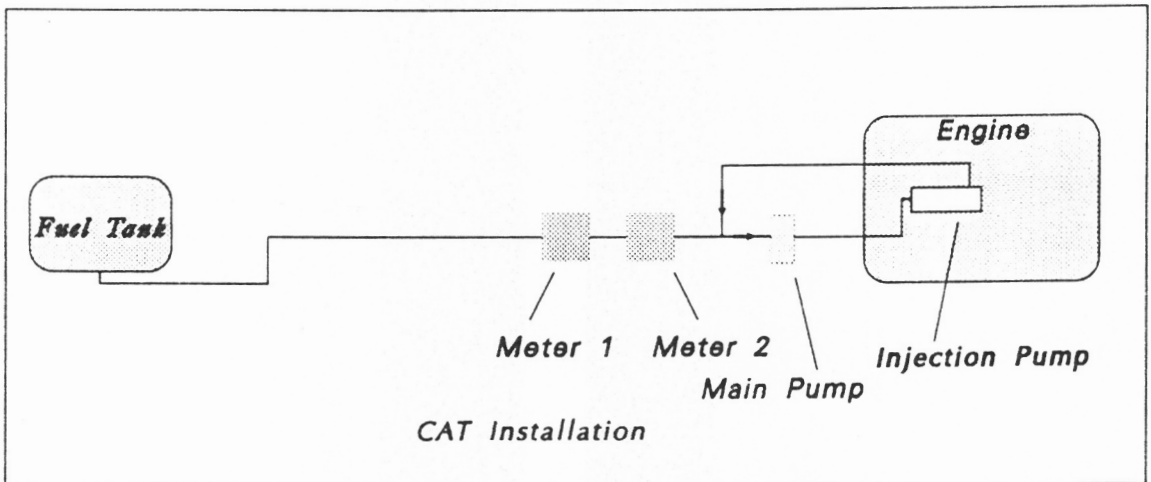 Engine
Fuel Tank
Meter 1
Meter 2
Injection Pump
Main Pump
CAT Installation